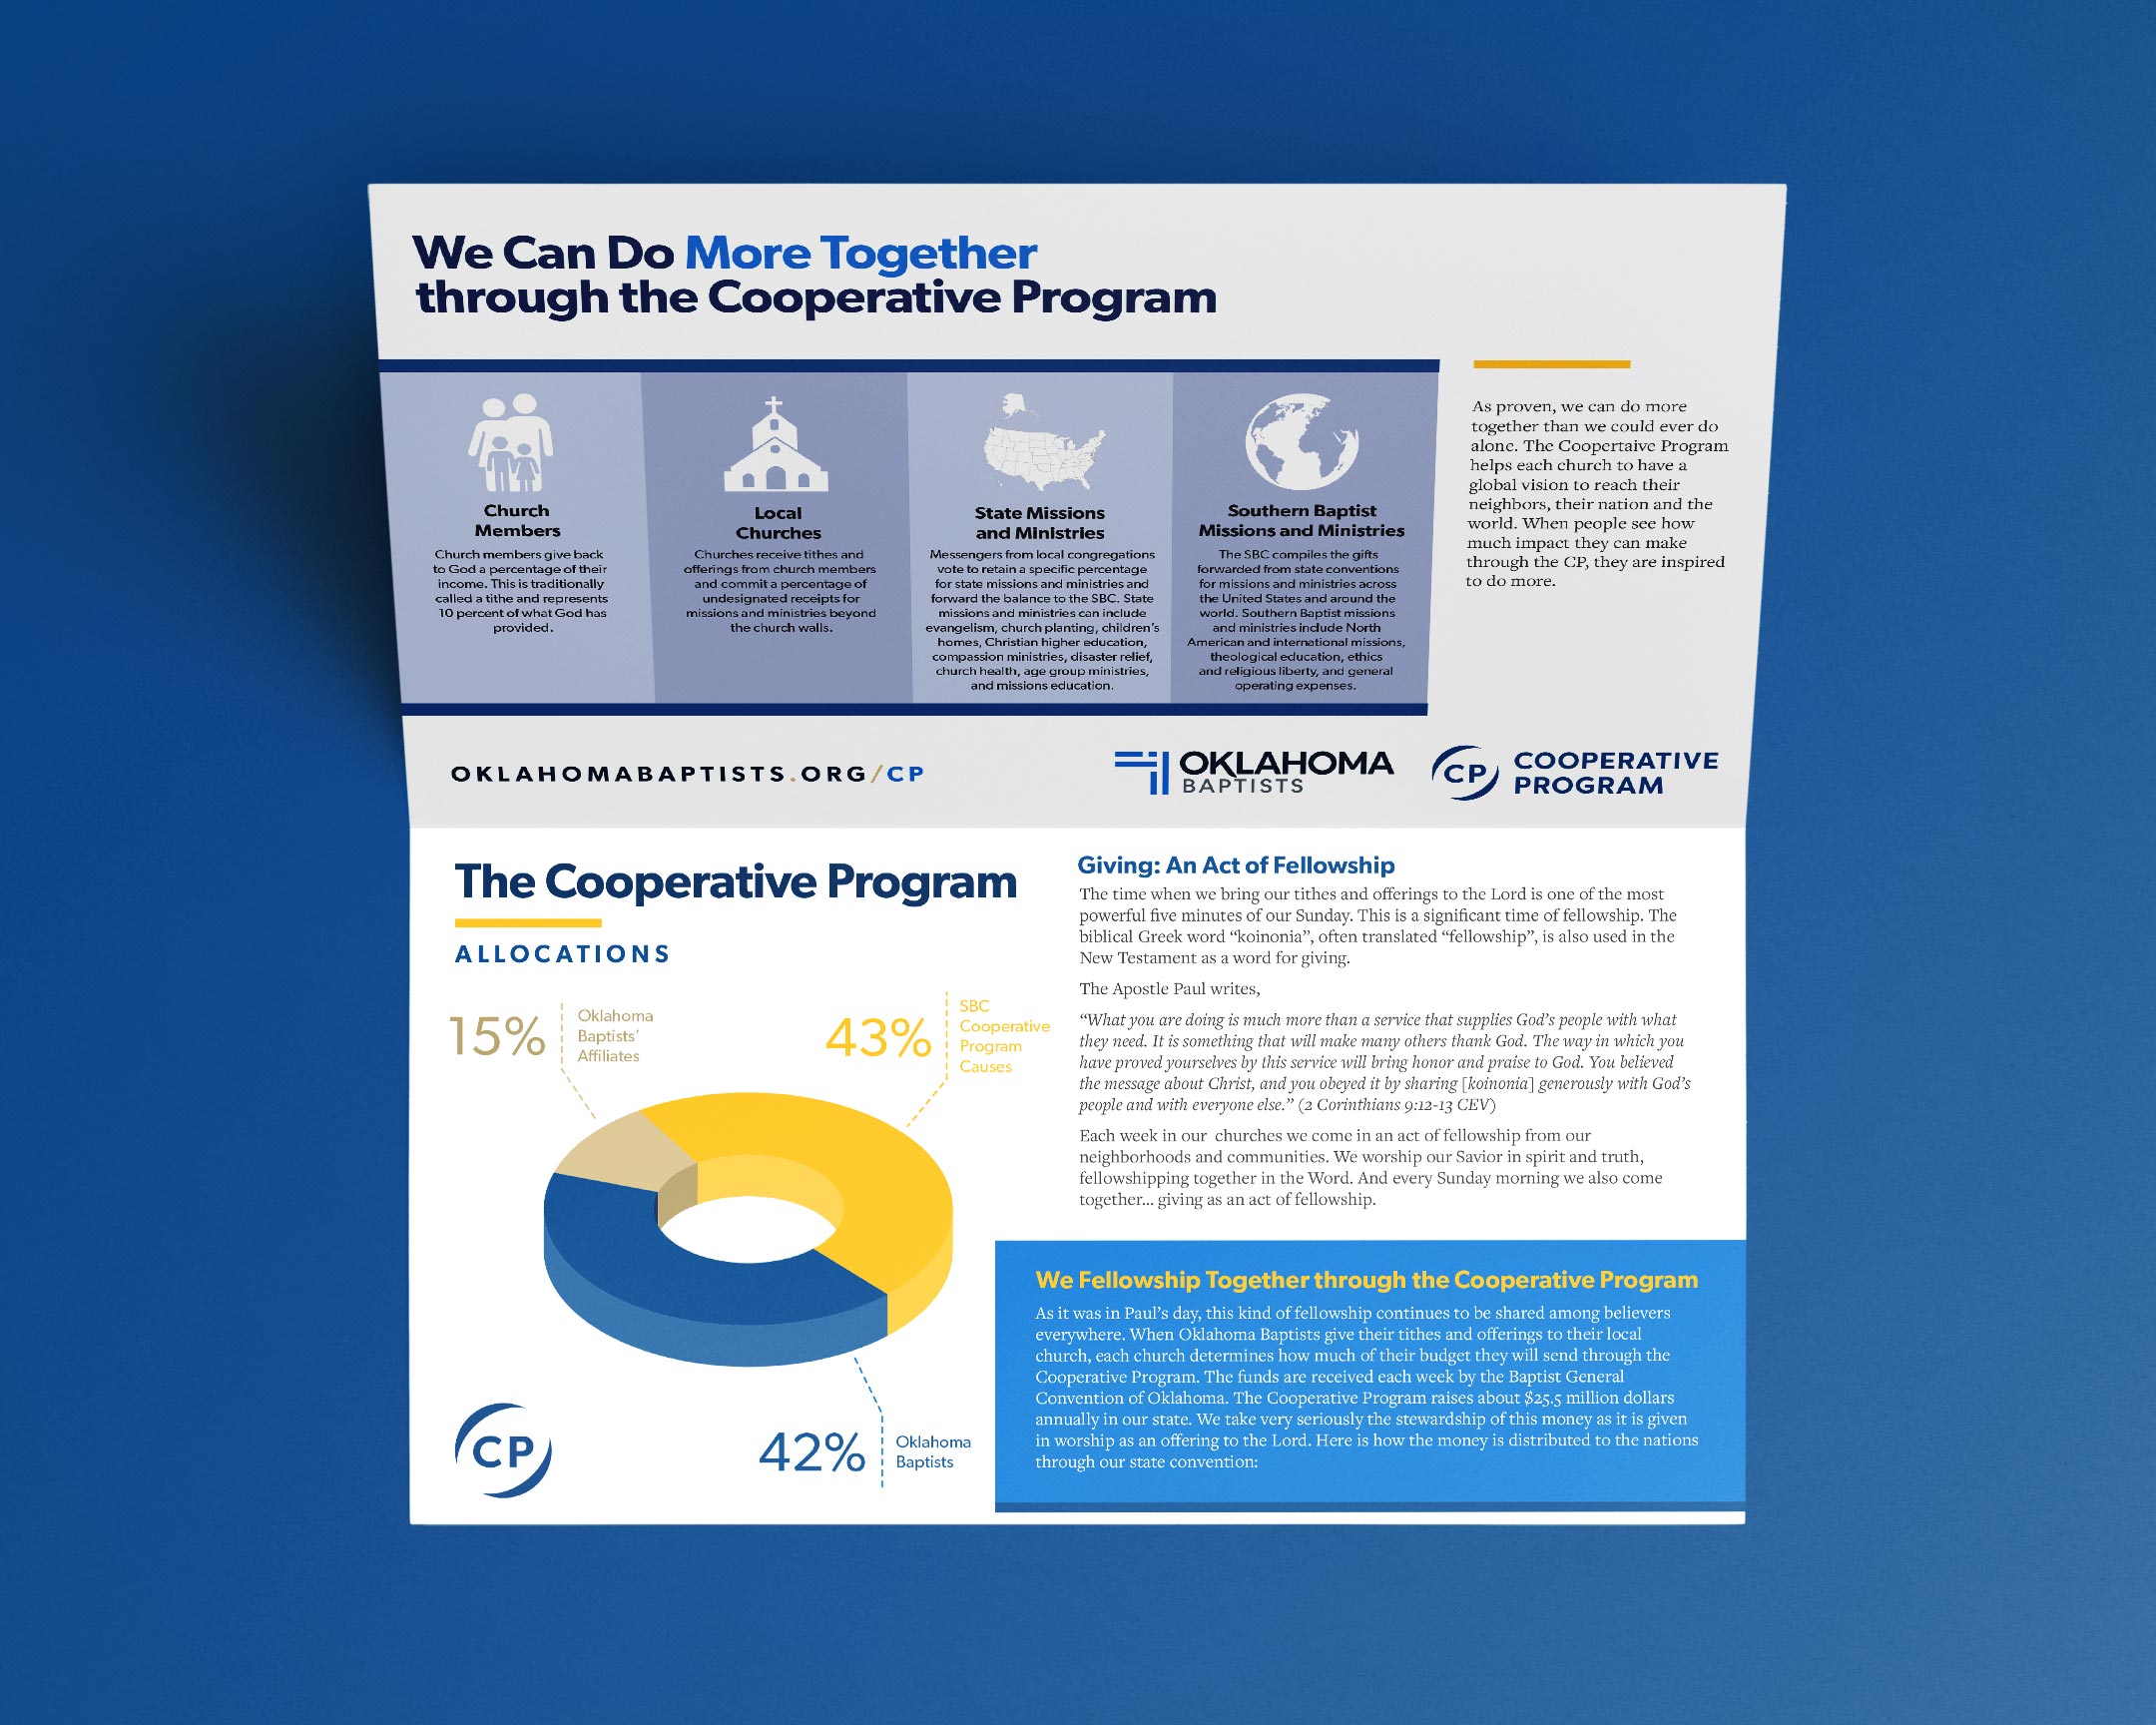 We Can Do More Together
through the Cooperative Program
Church
Members
Church members give back
to God a percentage of their
income. This is traditionally
called a tithe and represents
10 percent of what God has
provided.
Local
Churches
Churches receive tithes and
offerings from church members
and commit a percentage of
undesignated receipts for
missions and ministries beyond
the church walls.
State Missions
and Ministries
Messengers from local congregations
vote to retain a specific percentage
for state missions and ministries and
forward the balance to the SBC. State
missions and ministries can include
evangelism, church planting, children's
homes, Christian higher education,
compassion ministries, disaster relief,
church health, age group ministries,
and missions education.
Southern Baptist
Missions and Ministries
The SBC compiles the gifts
forwarded from state conventions
for missions and ministries across
the United States and around the
world. Southern Baptist missions
and ministries include North
American and international missions,
theological education, ethics
and religious liberty, and general
operating expenses.
As proven, we can do more
together than we could ever do
alone. The Coopertaive Program
helps each church to have a
global vision to reach their
neighbors, their nation and the
world. When people see how
much impact they can make
through the CP, they are inspired
to do more.
OKLAHOMABAPTISTS.ORG/CP
OKLAHOMA
BAPTISTS
CP
COOPERATIVE
PROGRAM
The Cooperative Program
ALLOCATIONS
15%
Oklahoma
Baptists'
Affiliates
43%
SBC
Cooperative
Program
Causes
42%
Oklahoma
Baptists
CP
Giving: An Act of Fellowship
The time when we bring our tithes and offerings to the Lord is one of the most
powerful five minutes of our Sunday. This is a significant time of fellowship. The
biblical Greek word “koinonia”, often translated “fellowship”, is also used in the
New Testament as a word for giving.
The Apostle Paul writes,
“What you are doing is much more than a service that supplies God’s people with what
they need. It is something that will make many others thank God. The way in which you
have proved yourselves by this service will bring honor and praise to God. You believed
the message about Christ, and you obeyed it by sharing [koinonia] generously with God’s
people and with everyone else.” (2 Corinthians 9:12-13 CEV)
Each week in our churches we come in an act of fellowship from our
neighborhoods and communities. We worship our Savior in spirit and truth,
fellowshipping together in the Word. And every Sunday morning we also come
together... giving as an act of fellowship.
We Fellowship Together through the Cooperative Program
As it was in Paul’s day, this kind of fellowship continues to be shared among believers
everywhere. When Oklahoma Baptists give their tithes and offerings to their local
church, each church determines how much of their budget they will send through the
Cooperative Program. The funds are received each week by the Baptist General
Convention of Oklahoma. The Cooperative Program raises about $25.5 million dollars
annually in our state. We take very seriously the stewardship of this money as it is given
in worship as an offering to the Lord. Here is how the money is distributed to the nations
through our state convention: